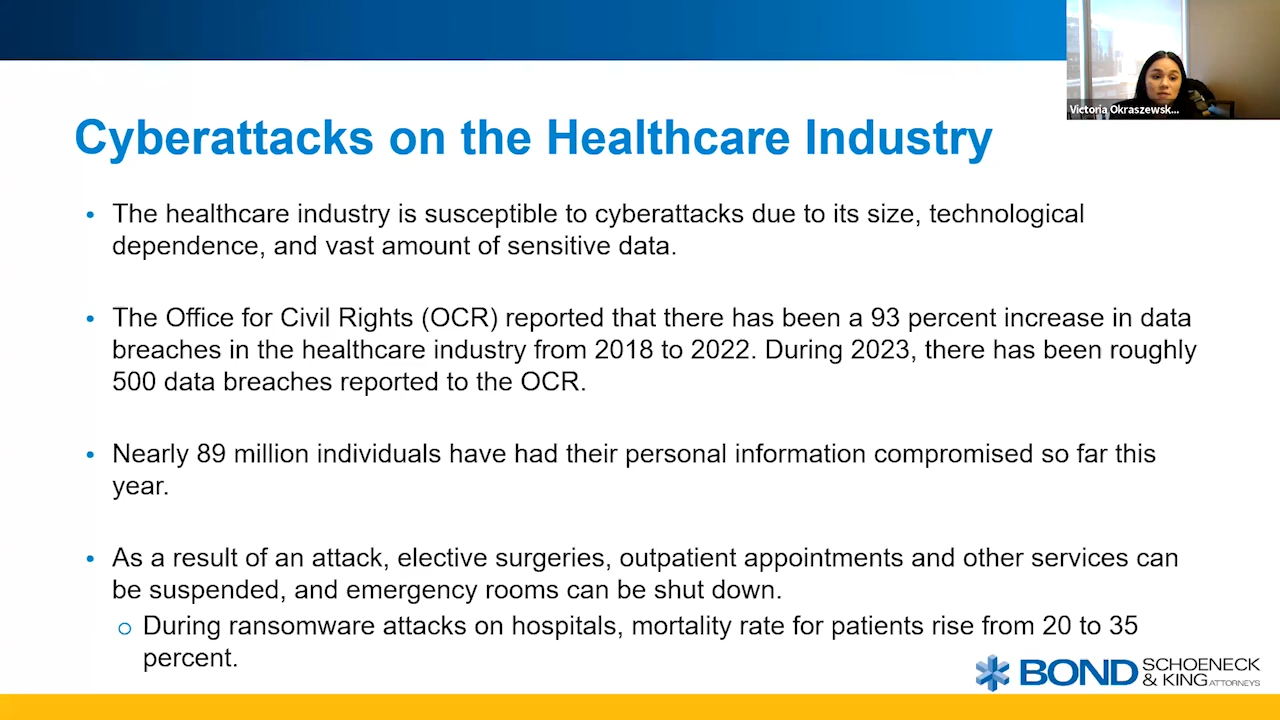 Victoria Okraszewsk...
Cyberattacks on the Healthcare Industry
• The healthcare industry is susceptible to cyberattacks due to its size, technological
dependence, and vast amount of sensitive data.
• The Office for Civil Rights (OCR) reported that there has been a 93 percent increase in data
breaches in the healthcare industry from 2018 to 2022. During 2023, there has been roughly
500 data breaches reported to the OCR.
• Nearly 89 million individuals have had their personal information compromised so far this
year.
• As a result of an attack, elective surgeries, outpatient appointments and other services can
be suspended, and emergency rooms can be shut down.
o During ransomware attacks on hospitals, mortality rate for patients rise from 20 to 35
percent.
BOND SCHOENECK
& KING ATTORNEYS